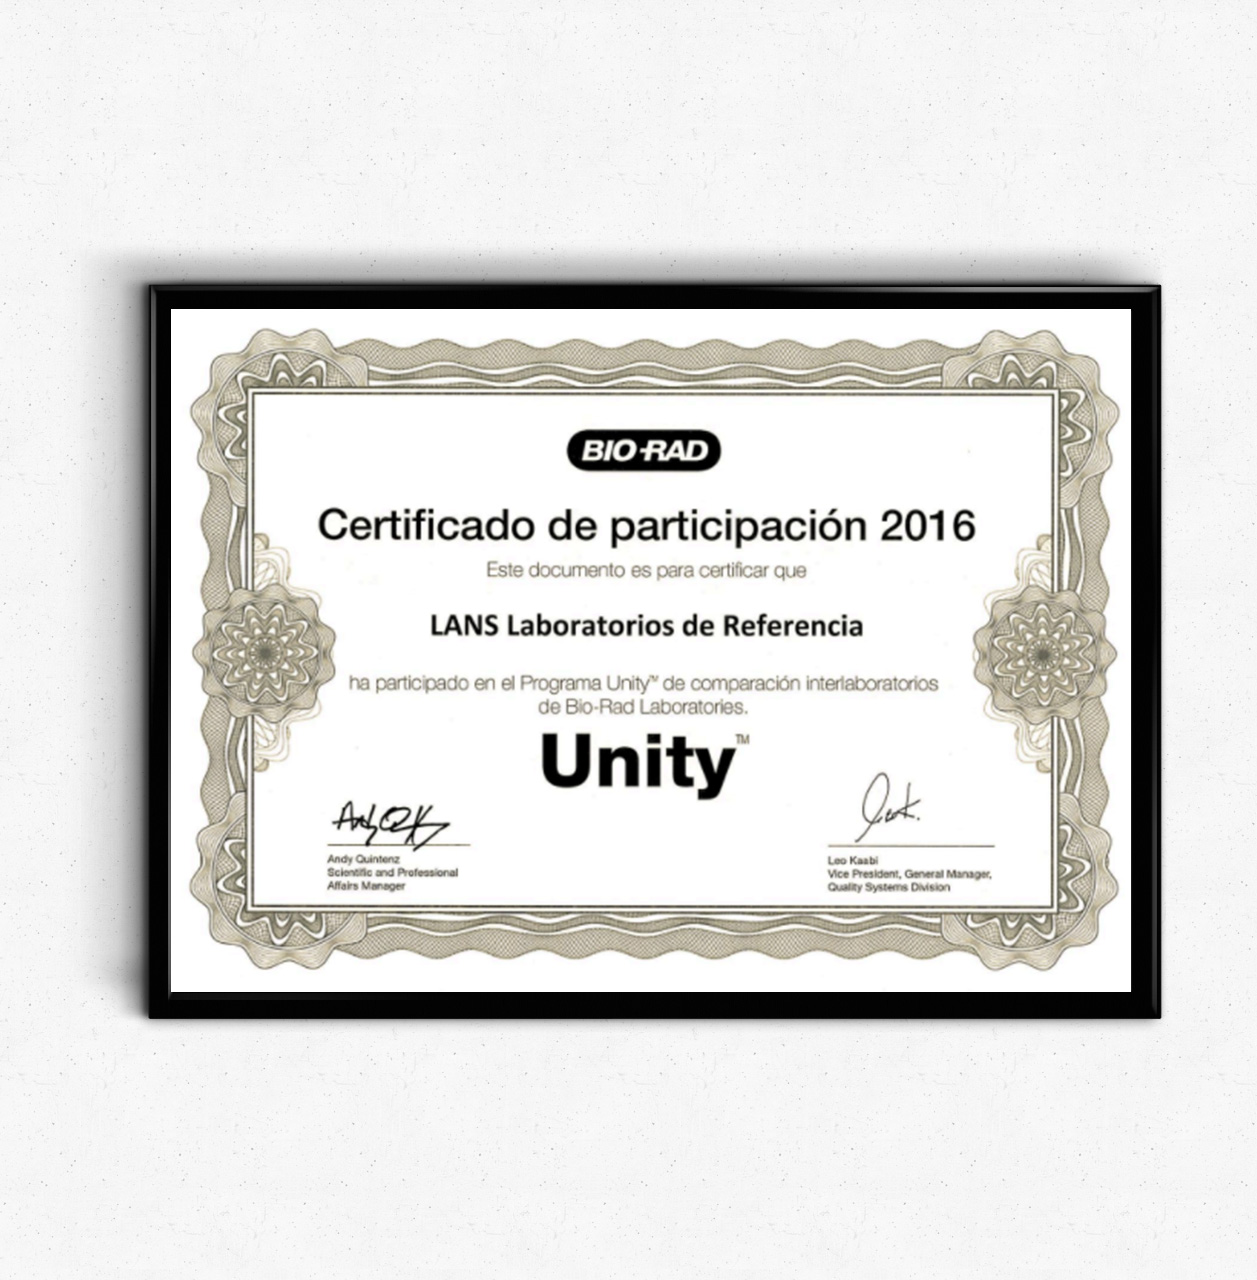 BIO-RAD
Certificado de participación 2016
Este documento es para certificar que
LANS Laboratorios de Referencia
ha participado en el Programa Unity™ de comparación interlaboratorios
de Bio-Rad Laboratories.
Unity™
Andy Quintenz
Scientific and Professional
Affairs Manager
Leo Kaabi
Vice President, General Manager,
Quality Systems Division